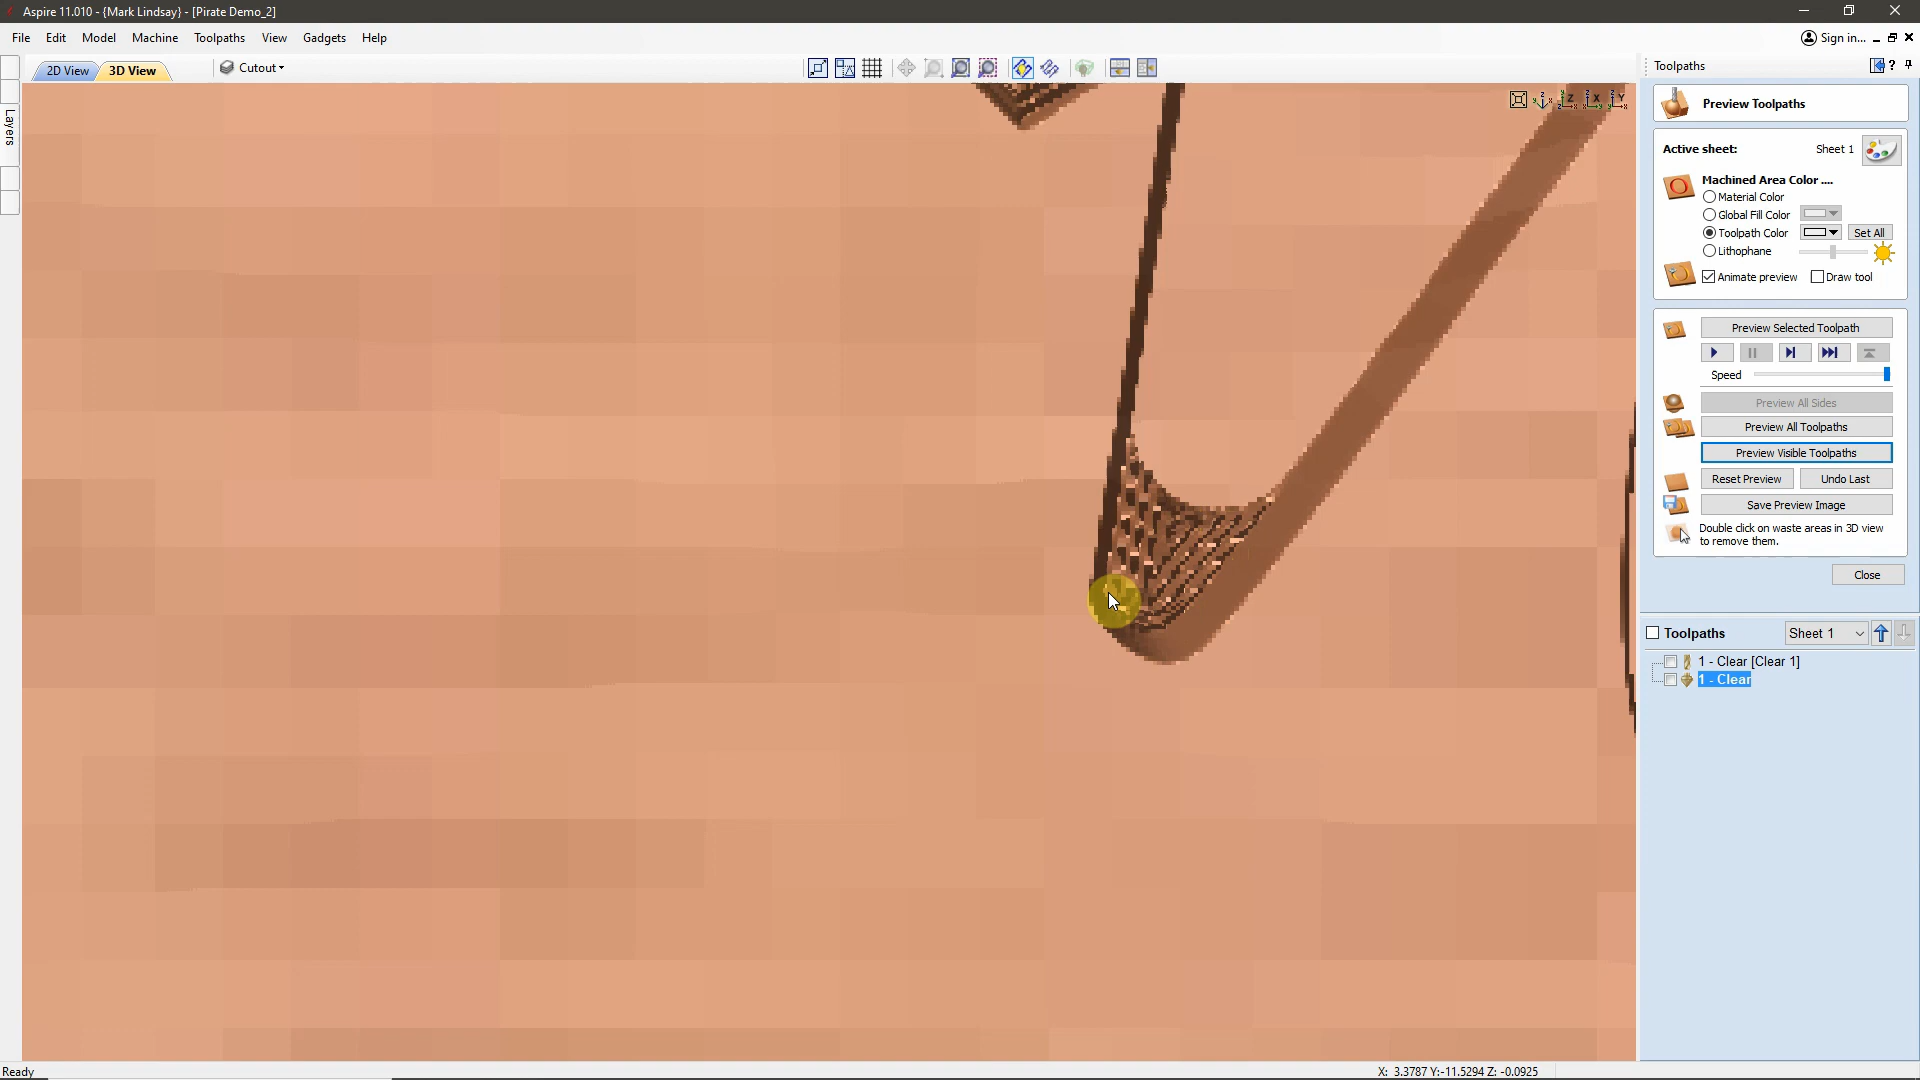 Aspire 11.010 - {Mark Lindsay} - [Pirate Demo_2]
File Edit Model Machine Toolpaths View Gadgets Help
Sign in...
2D View 3D View Cutout
Toolpaths
Layers
Preview Toolpaths
Active sheet: Sheet 1
Machined Area Color ....
Material Color
Global Fill Color
Toolpath Color Set All
Lithophane
Animate preview Draw tool
Preview Selected Toolpath
Speed
Preview All Sides
Preview All Toolpaths
Preview Visible Toolpaths
Reset Preview Undo Last
Save Preview Image
Double click on waste areas in 3D view
to remove them.
Close
Toolpaths Sheet 1
1 - Clear [Clear 1]
1 - Clear
Ready
X: 3.3787 Y:-11.5294 Z: -0.0925